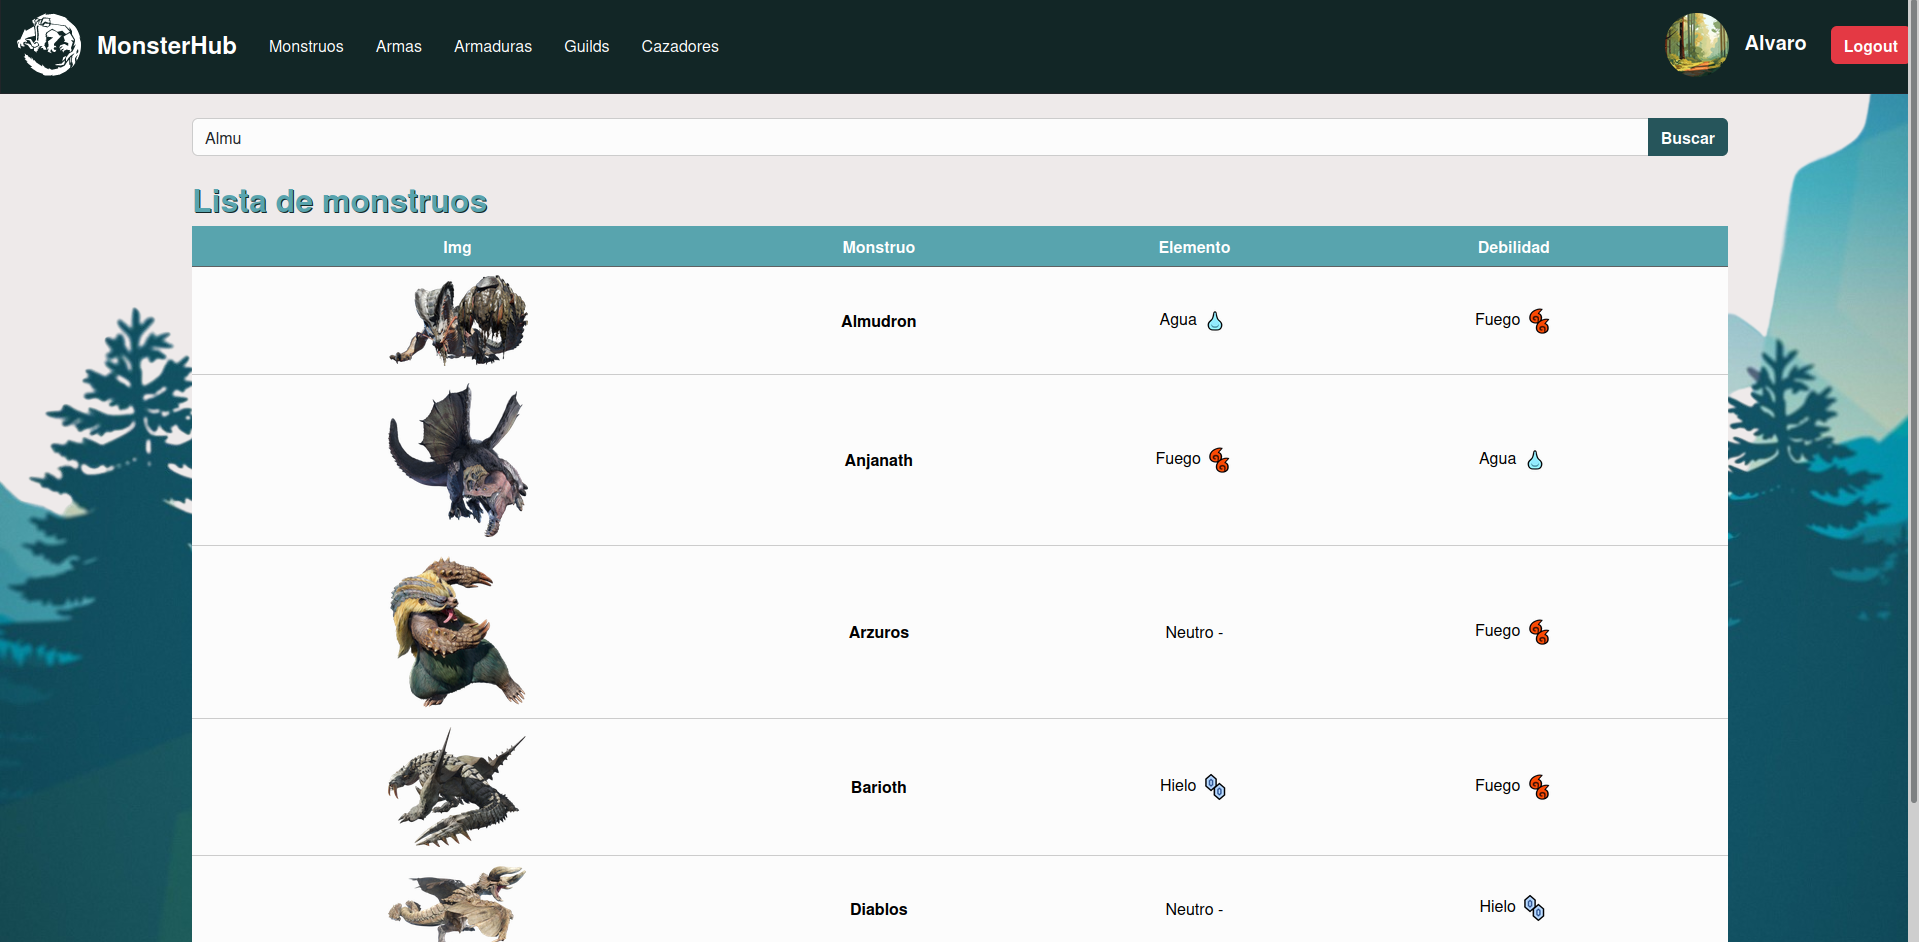 MonsterHub Monstruos Armas Armaduras Guilds Cazadores Alvaro Logout
Almu Buscar
Lista de monstruos
Img Monstruo Elemento Debilidad
Almudron Agua Fuego
Anjanath Fuego Agua
Arzuros Neutro - Fuego
Barioth Hielo Fuego
Diablos Neutro - Hielo